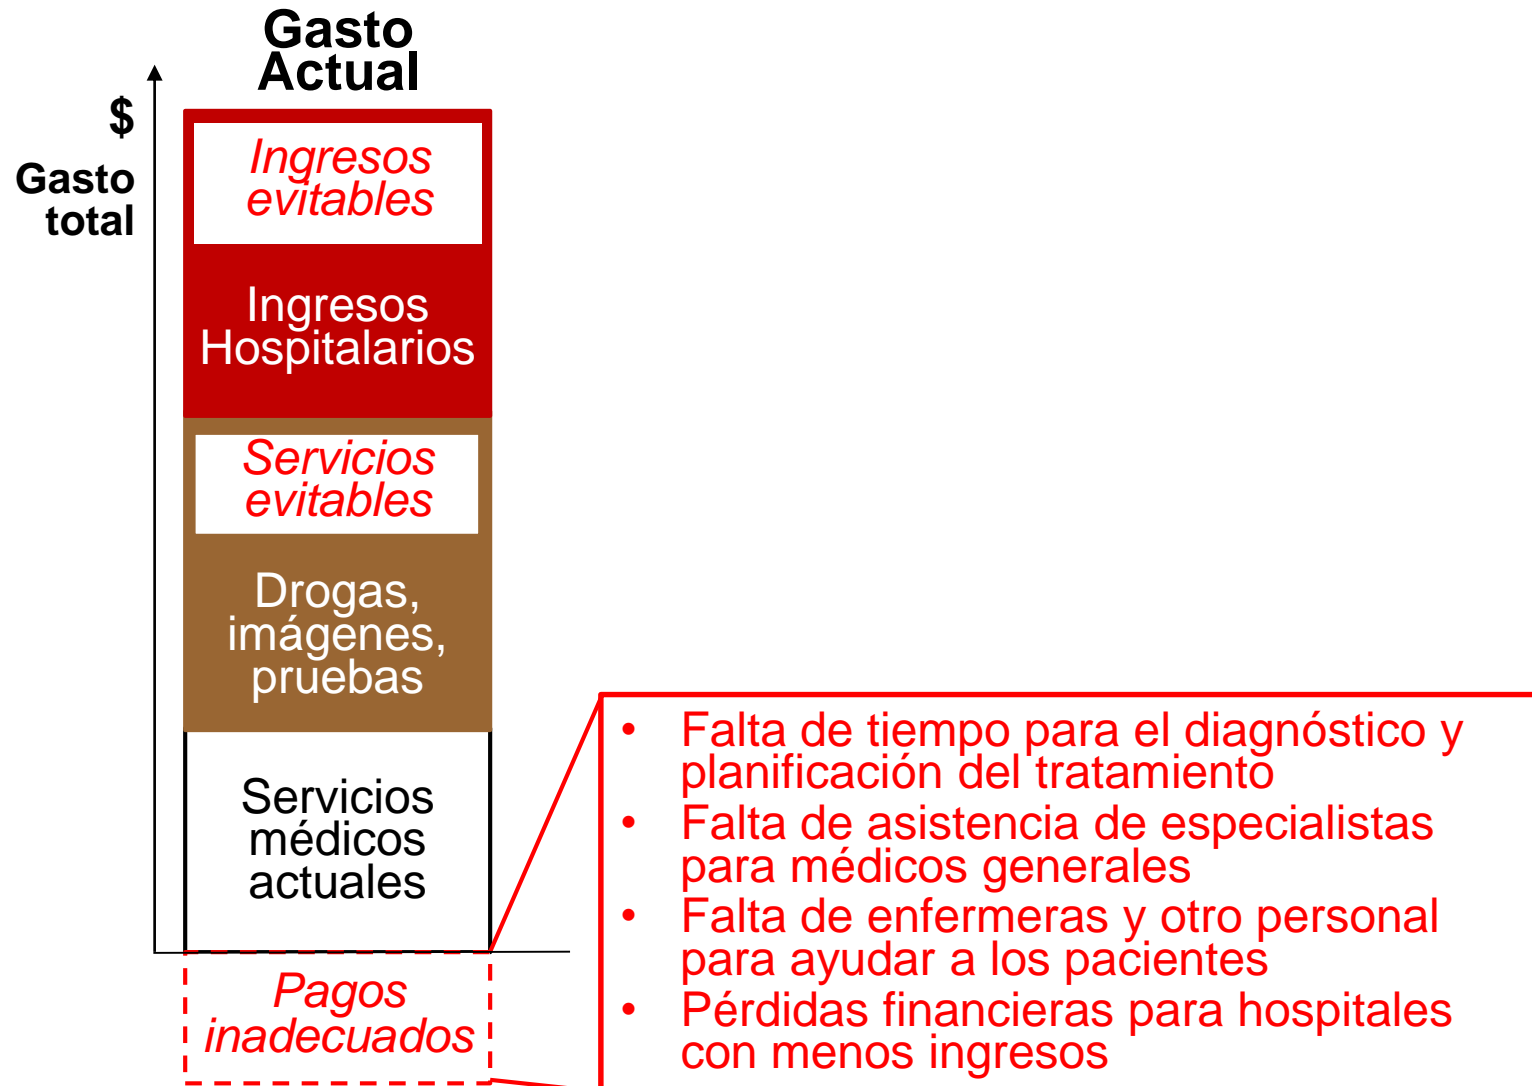 Gasto
Actual
$
Gasto
total
Ingresos
evitables
Ingresos
Hospitalarios
Servicios
evitables
Drogas,
imágenes,
pruebas
Servicios
médicos
actuales
Pagos
inadecuados
• Falta de tiempo para el diagnóstico y
planificación del tratamiento
• Falta de asistencia de especialistas
para médicos generales
• Falta de enfermeras y otro personal
para ayudar a los pacientes
• Pérdidas financieras para hospitales
con menos ingresos